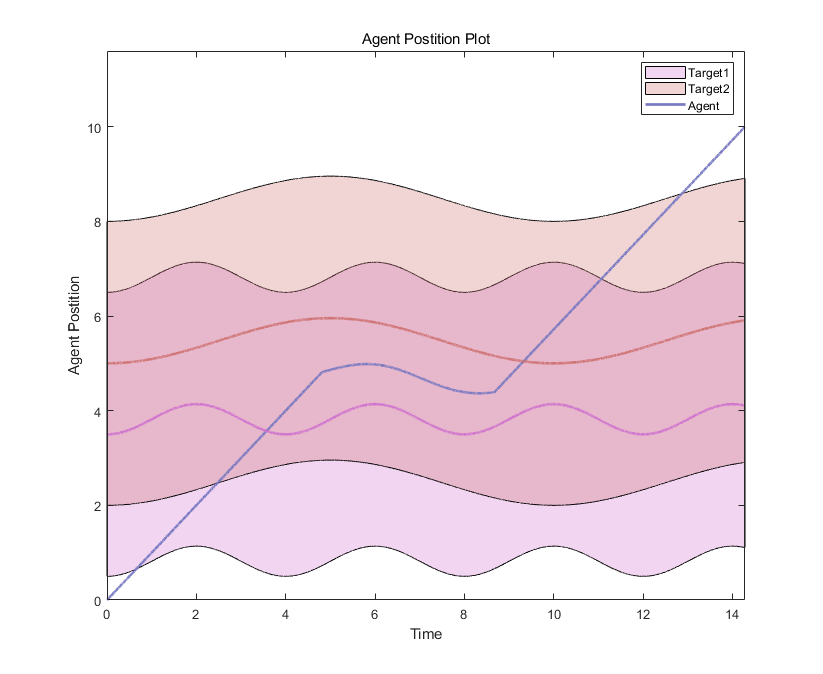 Agent Postition Plot
Target1
Target2
Agent
10
8
6
4
2
0
Agent Postition
0 2 4 6 8 10 12 14
Time